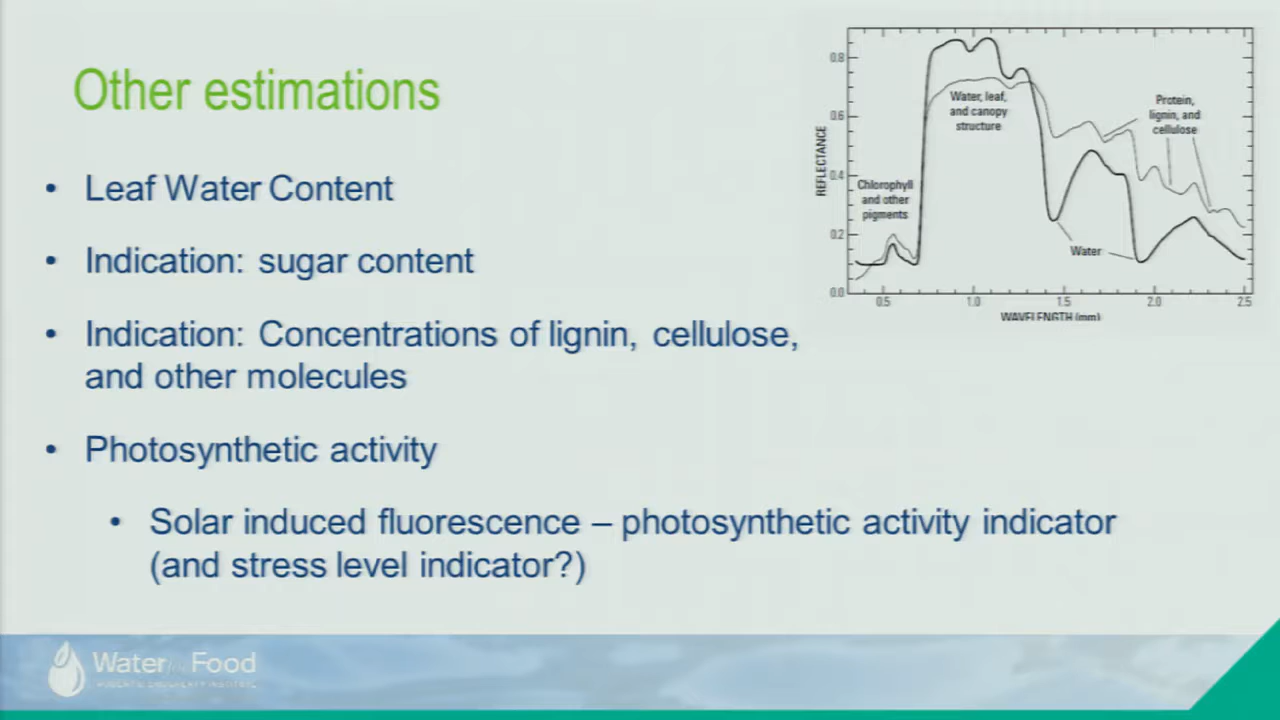 Other estimations
• Leaf Water Content
• Indication: sugar content
• Indication: Concentrations of lignin, cellulose,
and other molecules
• Photosynthetic activity
• Solar induced fluorescence – photosynthetic activity indicator
(and stress level indicator?)
REFLECTANCE
0.8
0.6
0.4
0.2
0.0
Water, leaf,
and canopy
structure
Protein,
lignin, and
cellulose
Chlorophyll
and other
pigments
Water
0.5 1.0 1.5 2.0 2.5
WAVELENGTH (mm)
Water for Food